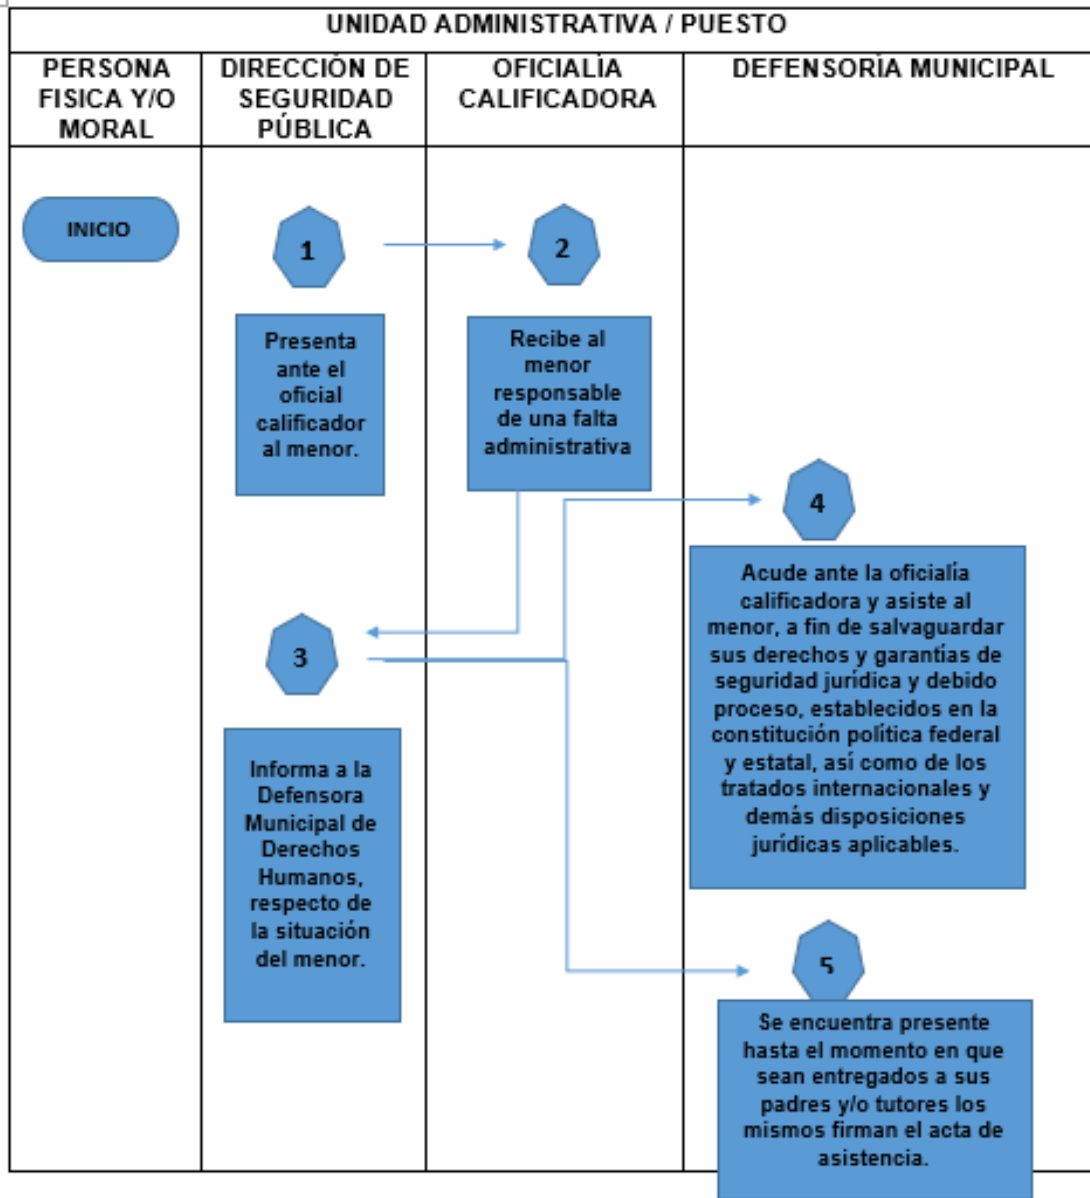 UNIDAD ADMINISTRATIVA / PUESTO
PERSONA
FISICA Y/O
MORAL
DIRECCIÓN DE
SEGURIDAD
PÚBLICA
OFICIALÌA
CALIFICADORA
DEFENSORÌA MUNICIPAL
INICIO
1
2
Presenta
ante el
oficial
calificador
al menor.
Recibe al
menor
responsable
de una falta
administrativa
3
4
Informa a la
Defensora
Municipal de
Derechos
Humanos,
respecto de
la situación
del menor.
Acude ante la oficialía
calificadora y asiste al
menor, a fin de salvaguardar
sus derechos y garantías de
seguridad jurídica y debido
proceso, establecidos en la
constitución política federal
y estatal, así como de los
tratados internacionales y
demás disposiciones
jurídicas aplicables.
5
Se encuentra presente
hasta el momento en que
sean entregados a sus
padres y/o tutores los
mismos firman el acta de
asistencia.